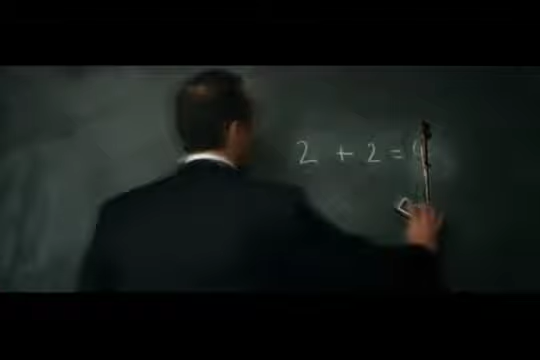 2 + 2 =